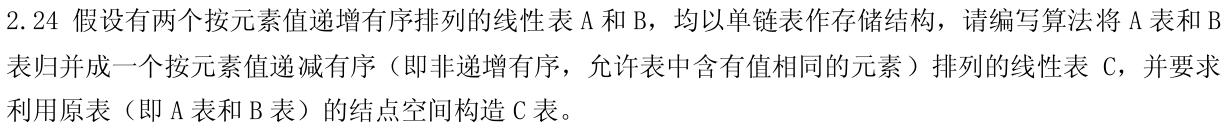 2.24 假设有两个按元素值递增有序排列的线性表 A 和 B，均以单链表作存储结构，请编写算法将 A 表和 B
表归并成一个按元素值递减有序（即非递增有序，允许表中含有值相同的元素）排列的线性表 C，并要求
利用原表（即 A 表和 B 表）的结点空间构造 C 表。